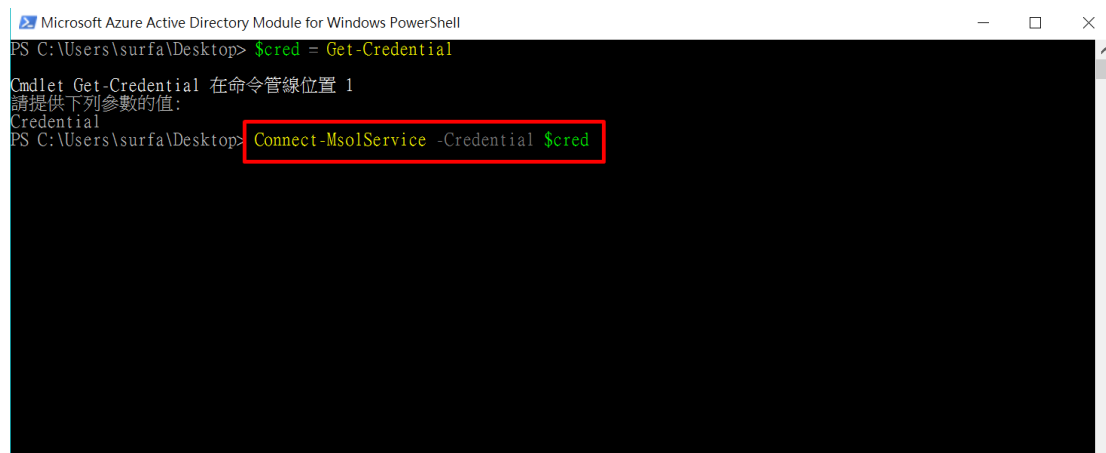 Microsoft Azure Active Directory Module for Windows PowerShell
PS C:\Users\surfa\Desktop> $cred = Get-Credential
Cmdlet Get-Credential 在命令管線位置 1
請提供下列參數的值:
Credential
PS C:\Users\surfa\Desktop> Connect-MsolService -Credential $cred